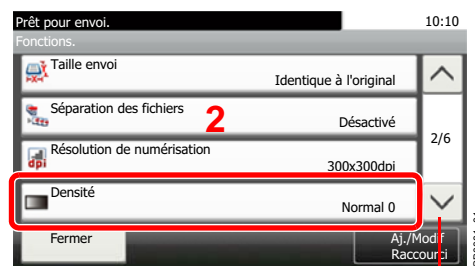 Prêt pour envoi. 10:10
Fonctions.
Taille envoi
Identique à l'original
Séparation des fichiers
2
Désactivé
2/6
Résolution de numérisation
dpi
300x300dpi
Densité
Normal 0
Fermer
Aj./Modif
Raccourci